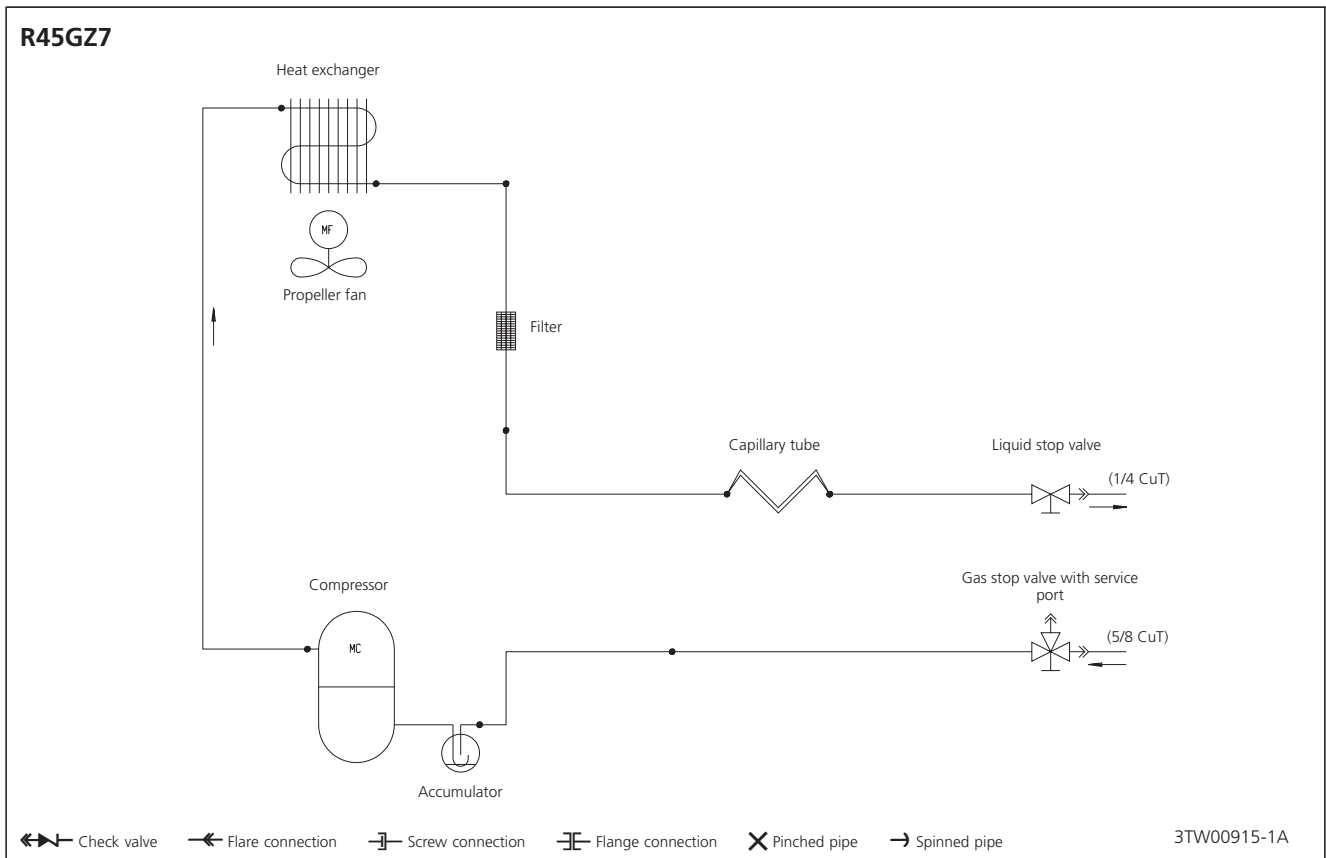 R45GZ7
Heat exchanger
MF
Propeller fan
Filter
Capillary tube
Liquid stop valve
(1/4 CuT)
Compressor
Gas stop valve with service
port
MC
(5/8 CuT)
Accumulator
Check valve
Flare connection
Screw connection
Flange connection
Pinched pipe
Spinned pipe
3TW00915-1A